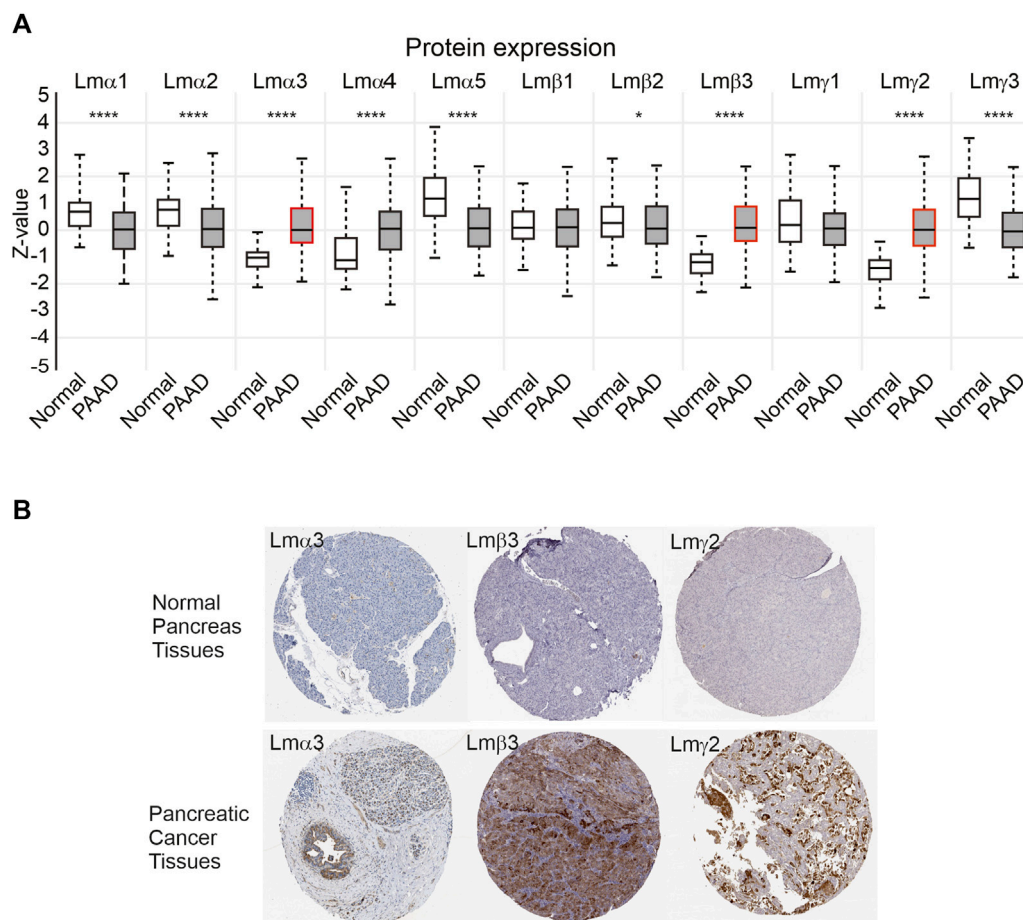 A
Protein expression
Lmα1 Lmα2 Lmα3 Lmα4 Lmα5 Lmβ1 Lmβ2 Lmβ3 Lmγ1 Lmγ2 Lmγ3
**** **** **** **** **** * **** **** ****
Z-value
5
4
3
2
1
0
-1
-2
-3
-4
-5
Normal PAAD Normal PAAD Normal PAAD Normal PAAD Normal PAAD Normal PAAD Normal PAAD Normal PAAD Normal PAAD Normal PAAD Normal PAAD
B
Lmα3 Lmβ3 Lmγ2
Normal
Pancreas
Tissues
Lmα3 Lmβ3 Lmγ2
Pancreatic
Cancer
Tissues